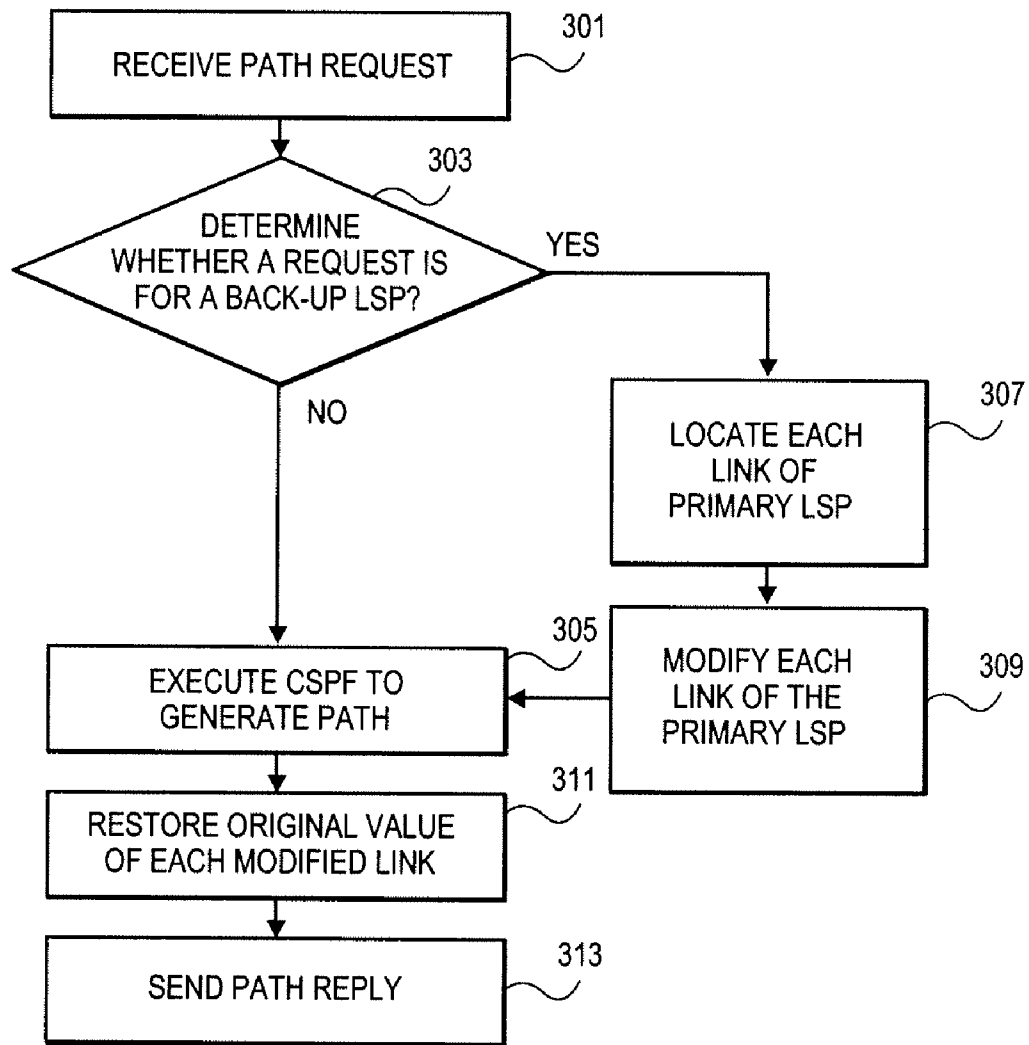 301
RECEIVE PATH REQUEST
303
DETERMINE
WHETHER A REQUEST IS
FOR A BACK-UP LSP?
YES
NO
307
LOCATE EACH
LINK OF
PRIMARY LSP
305
EXECUTE CSPF TO
GENERATE PATH
309
MODIFY EACH
LINK OF THE
PRIMARY LSP
311
RESTORE ORIGINAL VALUE
OF EACH MODIFIED LINK
313
SEND PATH REPLY